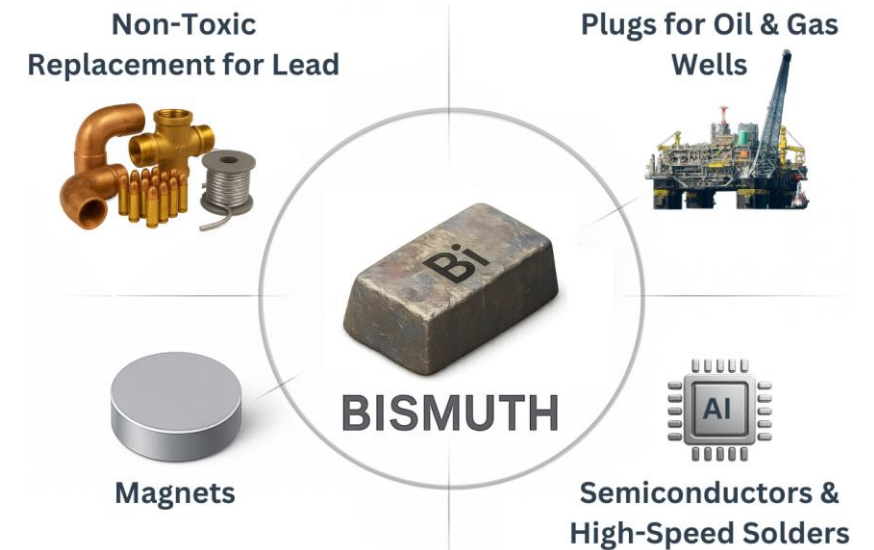 Non-Toxic
Replacement for Lead
Plugs for Oil & Gas
Wells
Bi
BISMUTH
Magnets
AI
Semiconductors &
High-Speed Solders